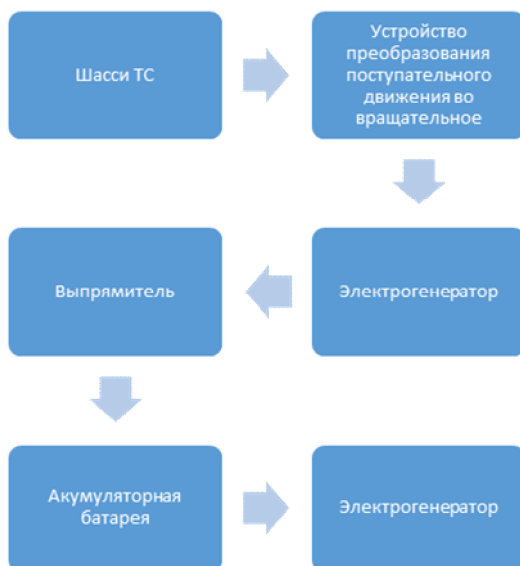 Шасси ТС
Устройство
преобразования
поступательного
движения во
вращательное
Выпрямитель
Электрогенератор
Акумуляторная
батарея
Электрогенератор